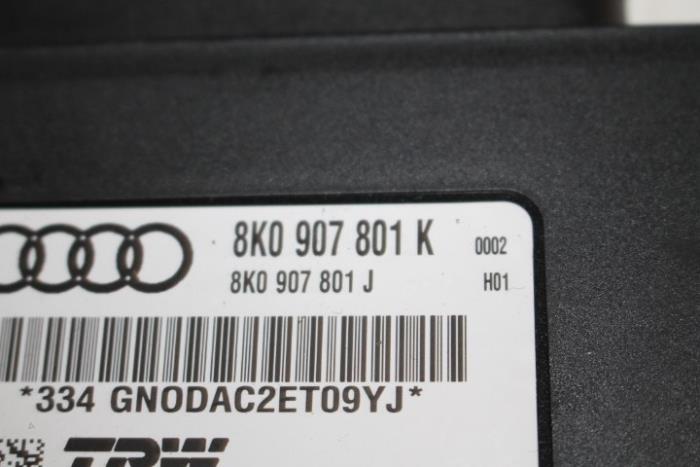 8K0 907 801 K 0002
8K0 907 801 J H01
*334 GNODAC2ET09YJ*
TRW